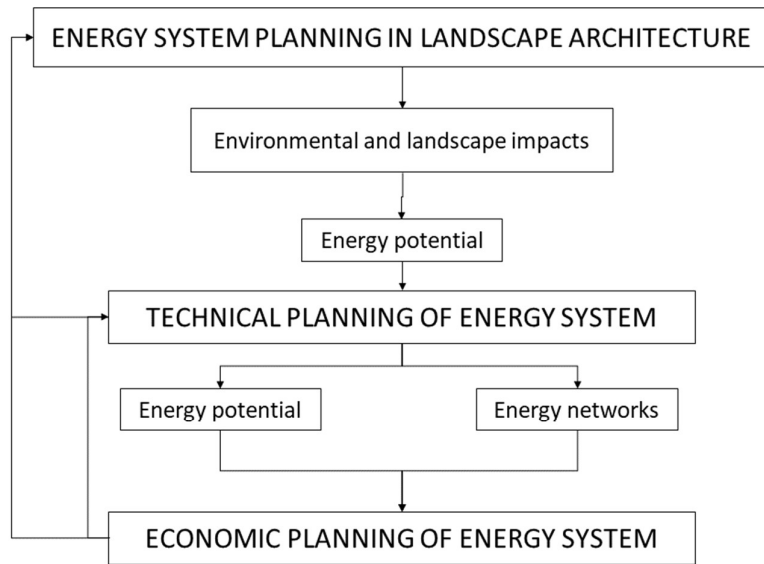 ENERGY SYSTEM PLANNING IN LANDSCAPE ARCHITECTURE
Environmental and landscape impacts
Energy potential
TECHNICAL PLANNING OF ENERGY SYSTEM
Energy potential
Energy networks
ECONOMIC PLANNING OF ENERGY SYSTEM